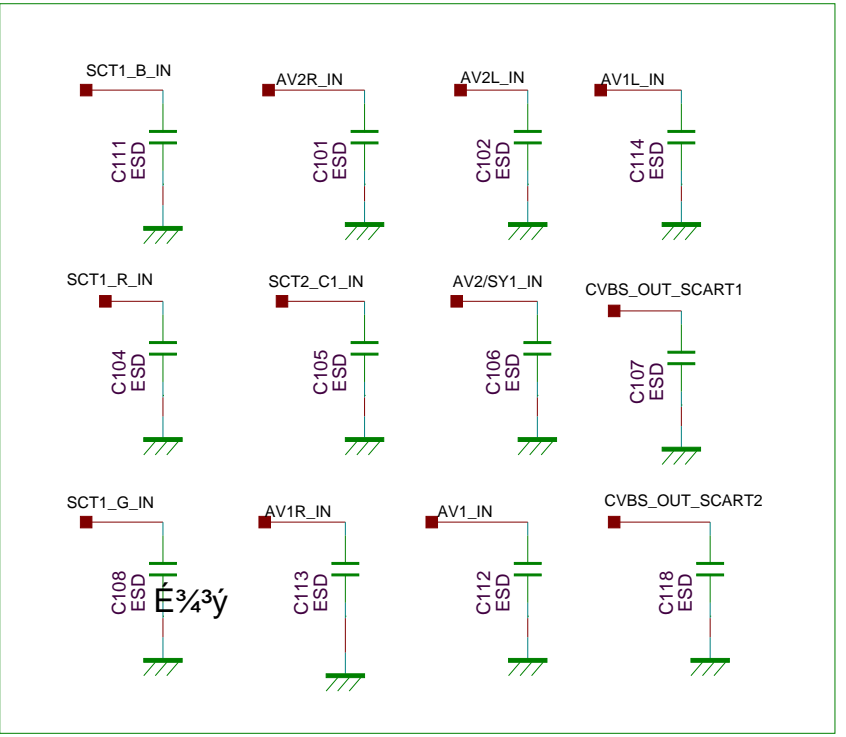 SCT1_B_IN
AV2R_IN
AV2L_IN
AV1L_IN
C111
ESD
C101
ESD
C102
ESD
C114
ESD
SCT1_R_IN
SCT2_C1_IN
AV2/SY1_IN
CVBS_OUT_SCART1
C104
ESD
C105
ESD
C106
ESD
C107
ESD
SCT1_G_IN
AV1R_IN
AV1_IN
CVBS_OUT_SCART2
C108
ESD
É¾³ý
C113
ESD
C112
ESD
C118
ESD